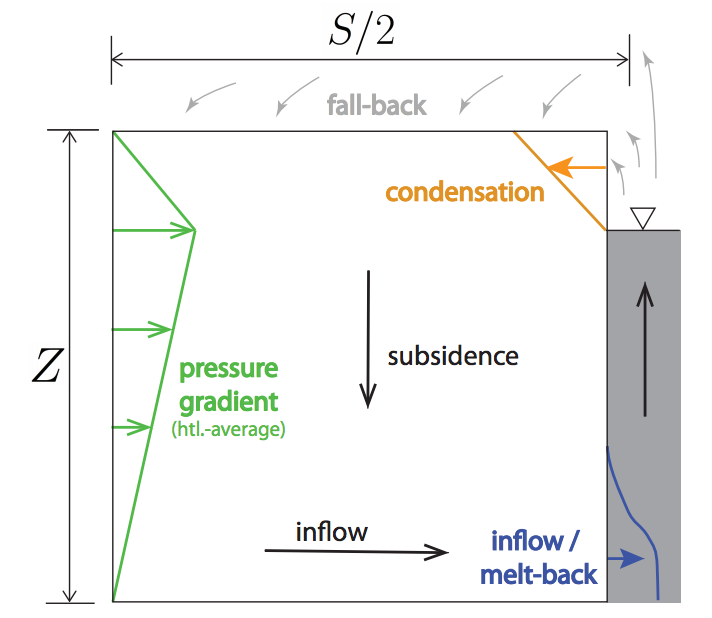 S/2
fall-back
condensation
Z
subsidence
pressure
gradient
(htl.-average)
inflow
inflow /
melt-back